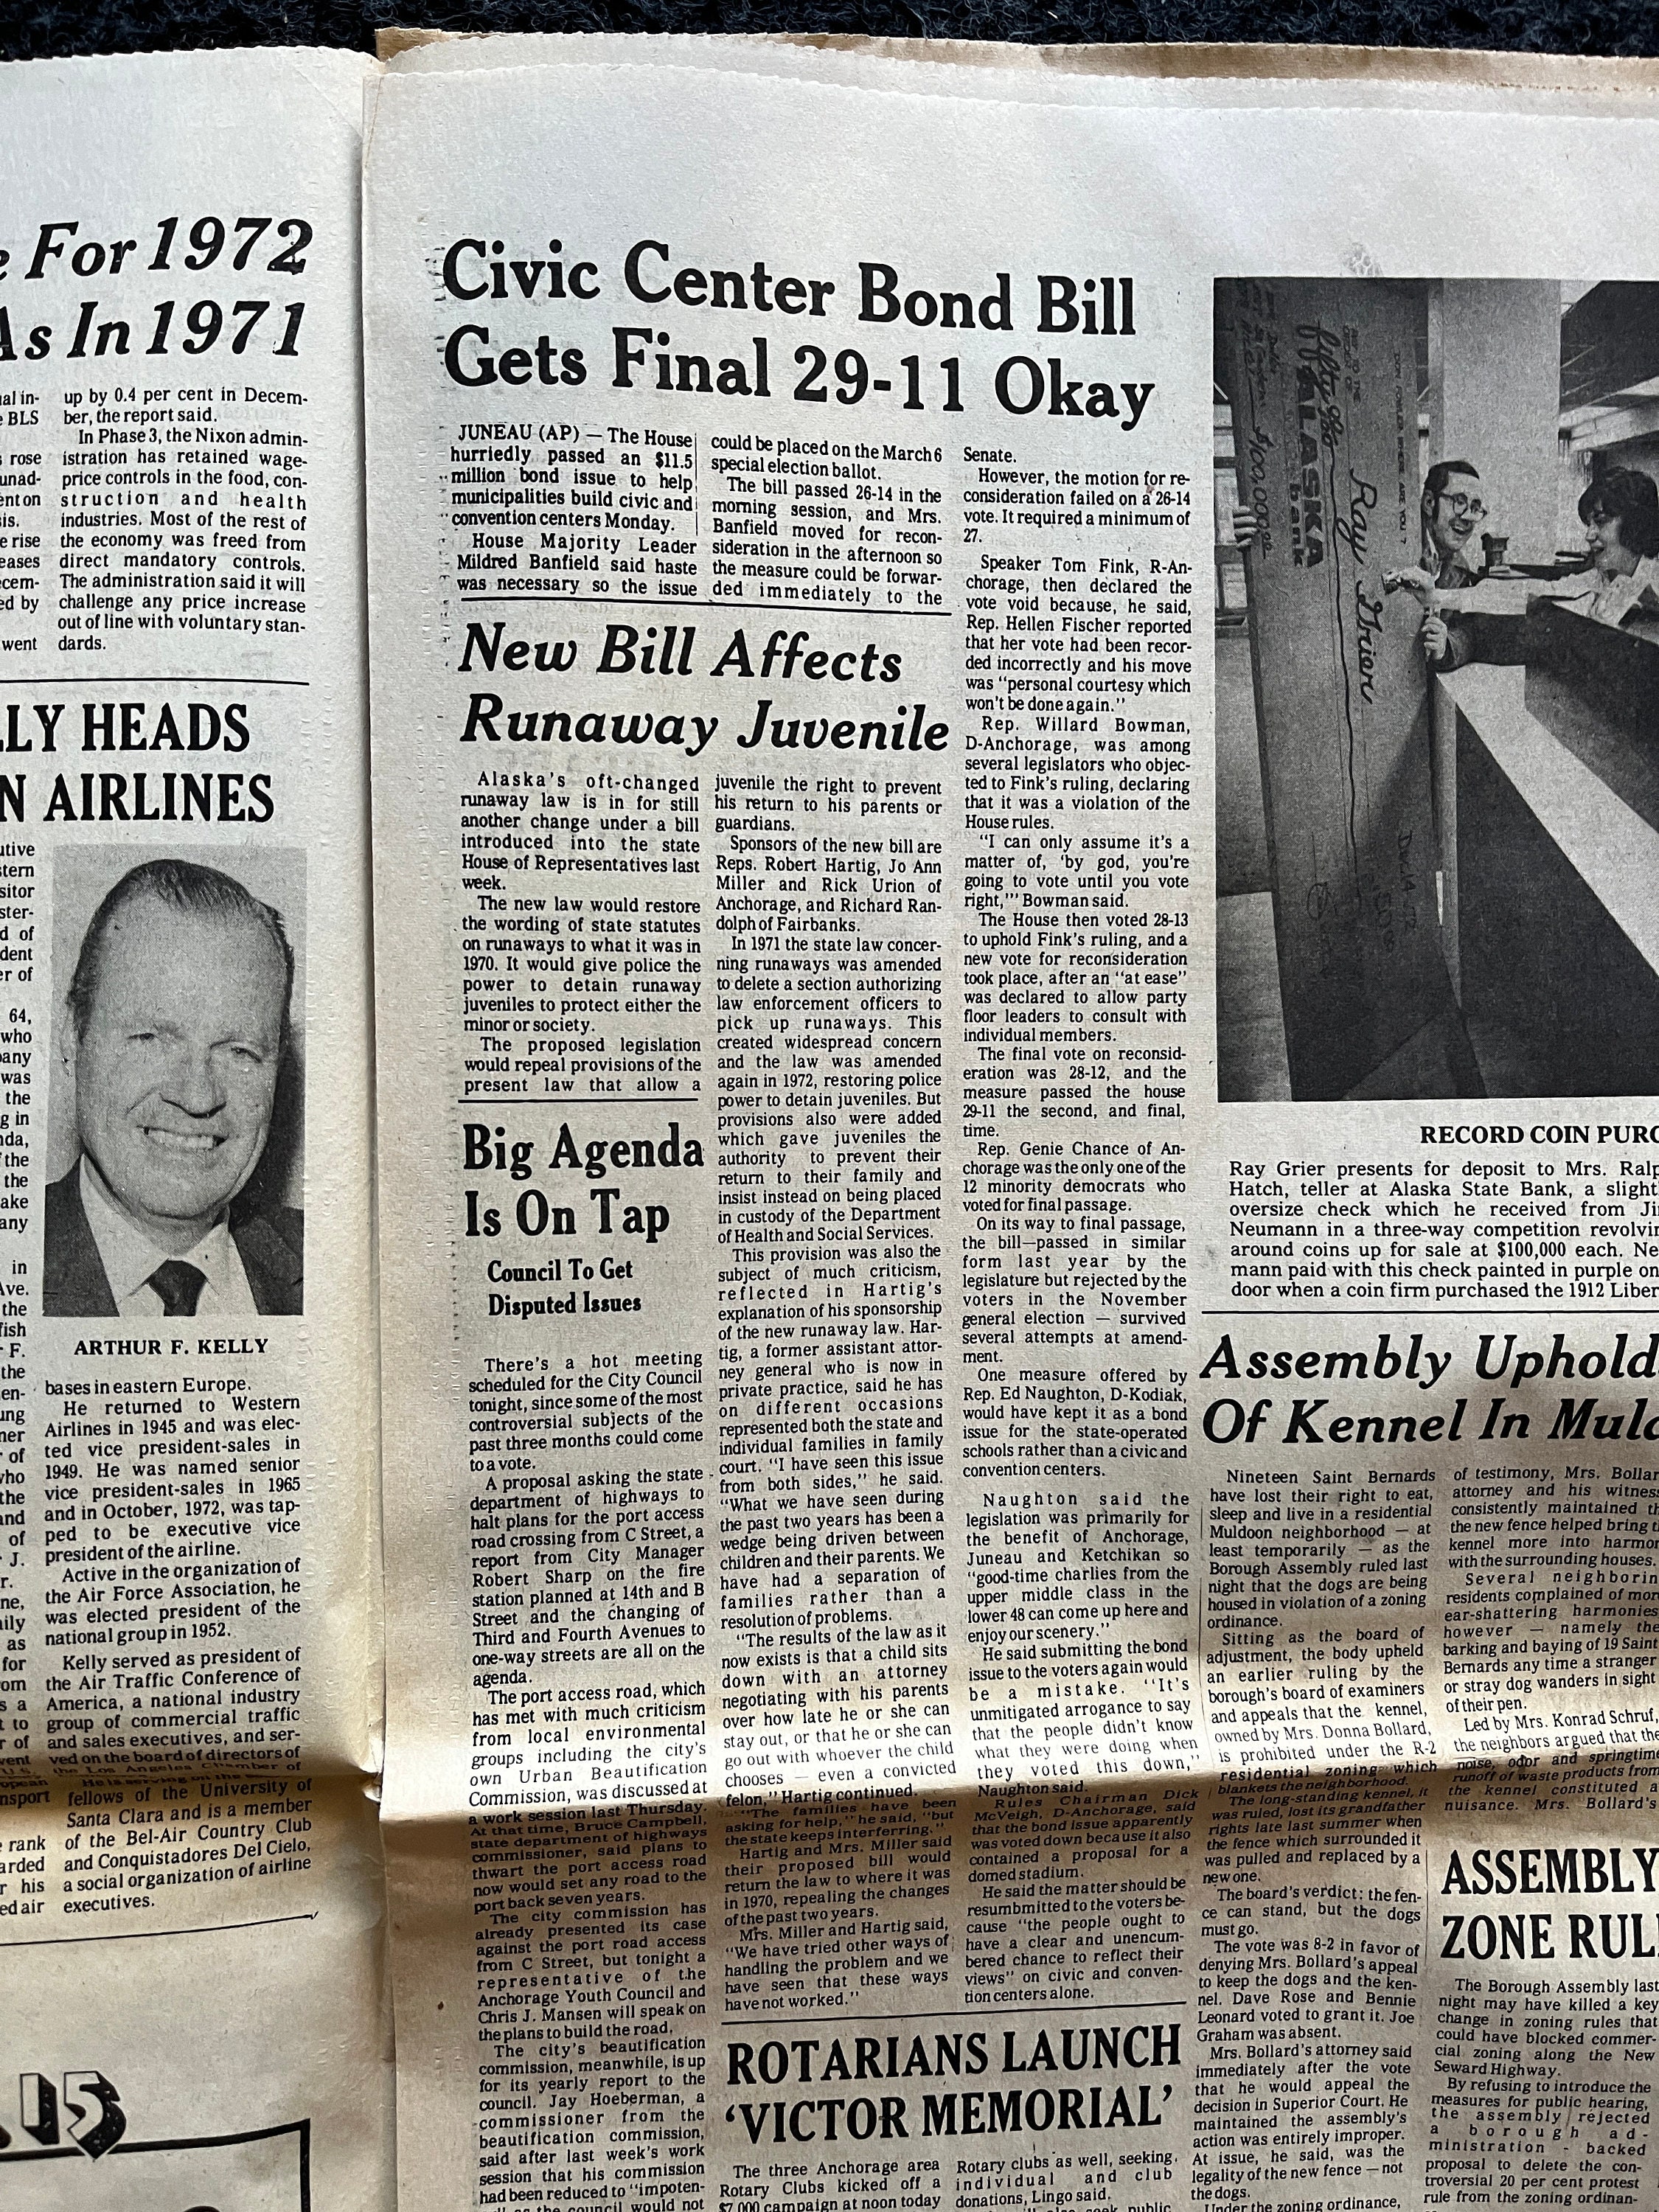 e For 1972
As In 1971
up by 0.4 per cent in Decem-
ber, the report said.
In Phase 3, the Nixon admin-
istration has retained wage-
price controls in the food, con-
struction and health
industries. Most of the rest of
the economy was freed from
direct mandatory controls.
The administration said it will
challenge any price increase
out of line with voluntary stan-
dards.
LLY HEADS
N AIRLINES
ARTHUR F. KELLY
bases in eastern Europe.
He returned to Western
Airlines in 1945 and was elec-
ted vice president-sales in
1949. He was named senior
vice president-sales in 1965
and in October, 1972, was tap-
ped to be executive vice
president of the airline.
Active in the organization of
the Air Force Association, he
was elected president of the
national group in 1952.
Kelly served as president of
the Air Traffic Conference of
America, a national industry
group of commercial traffic
and sales executives, and ser-
ved on the board of directors of
the Los Angeles Chamber of
He is serving on the
fellows of the University of
Santa Clara and is a member
of the Bel-Air Country Club
and Conquistadores Del Cielo,
a social organization of airline
executives.
15
Civic Center Bond Bill
Gets Final 29-11 Okay
JUNEAU (AP) — The House
hurriedly passed an $11.5
million bond issue to help
municipalities build civic and
convention centers Monday.
House Majority Leader
Mildred Banfield said haste
was necessary so the issue
could be placed on the March 6
special election ballot.
The bill passed 26-14 in the
morning session, and Mrs.
Banfield moved for recon-
sideration in the afternoon so
the measure could be forwar-
ded immediately to the
Senate.
However, the motion for re-
consideration failed on a 26-14
vote. It required a minimum of
27.
Speaker Tom Fink, R-An-
chorage, then declared the
vote void because, he said,
Rep. Hellen Fischer reported
that her vote had been recor-
ded incorrectly and his move
was "personal courtesy which
won't be done again."
Rep. Willard Bowman,
D-Anchorage, was among
several legislators who objec-
ted to Fink's ruling, declaring
that it was a violation of the
House rules.
"I can only assume it's a
matter of, 'by god, you're
going to vote until you vote
right,'" Bowman said.
The House then voted 28-13
to uphold Fink's ruling, and a
new vote for reconsideration
took place, after an "at ease"
was declared to allow party
floor leaders to consult with
individual members.
The final vote on reconsid-
eration was 28-12, and the
measure passed the house
29-11 the second, and final,
time.
Rep. Genie Chance of An-
chorage was the only one of the
12 minority democrats who
voted for final passage.
On its way to final passage,
the bill—passed in similar
form last year by the
legislature but rejected by the
voters in the November
general election — survived
several attempts at amend-
ment.
One measure offered by
Rep. Ed Naughton, D-Kodiak,
would have kept it as a bond
issue for the state-operated
schools rather than a civic and
convention centers.
Naughton said the
legislation was primarily for
the benefit of Anchorage,
Juneau and Ketchikan so
"good-time charlies from the
upper middle class in the
lower 48 can come up here and
enjoy our scenery."
He said submitting the bond
issue to the voters again would
be a mistake. "It's
unmitigated arrogance to say
that the people didn't know
what they were doing when
they voted this down,"
Naughton said.
Rules Chairman Dick
McVeigh, D-Anchorage, said
that the bond issue apparently
was voted down because it also
contained a proposal for a
domed stadium.
He said the matter should be
resumbmitted to the voters be-
cause "the people ought to
have a clear and unencum-
bered chance to reflect their
views" on civic and conven-
tion centers alone.
New Bill Affects
Runaway Juvenile
Alaska's oft-changed
runaway law is in for still
another change under a bill
introduced into the state
House of Representatives last
week.
The new law would restore
the wording of state statutes
on runaways to what it was in
1970. It would give police the
power to detain runaway
juveniles to protect either the
minor or society.
The proposed legislation
would repeal provisions of the
present law that allow a
juvenile the right to prevent
his return to his parents or
guardians.
Sponsors of the new bill are
Reps. Robert Hartig, Jo Ann
Miller and Rick Urion of
Anchorage, and Richard Ran-
dolph of Fairbanks.
In 1971 the state law concer-
ning runaways was amended
to delete a section authorizing
law enforcement officers to
pick up runaways. This
created widespread concern
and the law was amended
again in 1972, restoring police
power to detain juveniles. But
provisions also were added
which gave juveniles the
authority to prevent their
return to their family and
insist instead on being placed
in custody of the Department
of Health and Social Services.
This provision was also the
subject of much criticism,
reflected in Hartig's
explanation of his sponsorship
of the new runaway law. Har-
tig, a former assistant attor-
ney general who is now in
private practice, said he has
on different occasions
represented both the state and
individual families in family
court. "I have seen this issue
from both sides," he said.
"What we have seen during
the past two years has been a
wedge being driven between
children and their parents. We
have had a separation of
families rather than a
resolution of problems.
"The results of the law as it
now exists is that a child sits
down with an attorney
negotiating with his parents
over how late he or she can
stay out, or that he or she can
go out with whoever the child
chooses — even a convicted
felon," Hartig continued.
"The families have been
asking for help," he said, "but
the state keeps interfering."
Hartig and Mrs. Miller said
their proposed bill would
return the law to where it was
in 1970, repealing the changes
of the past two years.
Mrs. Miller and Hartig said,
"We have tried other ways of
handling the problem and we
have seen that these ways
have not worked."
Big Agenda
Is On Tap
Council To Get
Disputed Issues
There's a hot meeting
scheduled for the City Council
tonight, since some of the most
controversial subjects of the
past three months could come
to a vote.
A proposal asking the state
department of highways to
halt plans for the port access
road crossing from C Street, a
report from City Manager
Robert Sharp on the fire
station planned at 14th and B
Street and the changing of
Third and Fourth Avenues to
one-way streets are all on the
agenda.
The port access road, which
has met with much criticism
from local environmental
groups including the city's
own Urban Beautification
Commission, was discussed at
a work session last Thursday.
At that time, Bruce Campbell,
state department of highways
commissioner, said plans to
thwart the port access road
now would set any road to the
port back seven years.
The city commission has
already presented its case
against the port road access
from C Street, but tonight a
representative of the
Anchorage Youth Council and
Chris J. Mansen will speak on
the plans to build the road.
The city's beautification
commission, meanwhile, is up
for its yearly report to the
council. Jay Hoeberman, a
commissioner from the
beautification commission,
said after last week's work
session that his commission
had been reduced to "impoten-
as the council would not
ROTARIANS LAUNCH
'VICTOR MEMORIAL'
The three Anchorage area
Rotary Clubs kicked off a
$7,000 campaign at noon today
Rotary clubs as well, seeking
individual and club
donations, Lingo said.
ALASKA
bank
Ray Grier
$100,000.00
RECORD COIN PURC
Ray Grier presents for deposit to Mrs. Ralp
Hatch, teller at Alaska State Bank, a slight
oversize check which he received from Ji
Neumann in a three-way competition revolvi
around coins up for sale at $100,000 each. Ne
mann paid with this check painted in purple on
door when a coin firm purchased the 1912 Liber
Assembly Uphold
Of Kennel In Muld
Nineteen Saint Bernards
have lost their right to eat,
sleep and live in a residential
Muldoon neighborhood — at
least temporarily — as the
Borough Assembly ruled last
night that the dogs are being
housed in violation of a zoning
ordinance.
Sitting as the board of
adjustment, the body upheld
an earlier ruling by the
borough's board of examiners
and appeals that the kennel,
owned by Mrs. Donna Bollard,
is prohibited under the R-2
residential zoning which
blankets the neighborhood.
The long-standing kennel, it
was ruled, lost its grandfather
rights late last summer when
the fence which surrounded it
was pulled and replaced by a
new one.
The board's verdict: the fen-
ce can stand, but the dogs
must go.
The vote was 8-2 in favor of
denying Mrs. Bollard's appeal
to keep the dogs and the ken-
nel. Dave Rose and Bennie
Leonard voted to grant it. Joe
Graham was absent.
Mrs. Bollard's attorney said
immediately after the vote
that he would appeal the
decision in Superior Court. He
maintained the assembly's
action was entirely improper.
At issue, he said, was the
legality of the new fence — not
the dogs.
Under the zoning ordinance,
of testimony, Mrs. Bollar
attorney and his witness
consistently maintained th
the new fence helped bring t
kennel more into harmon
with the surrounding houses.
Several neighborin
residents complained of mor
ear-shattering harmonies
however — namely the
barking and baying of 19 Saint
Bernards any time a stranger
or stray dog wanders in sight
of their pen.
Led by Mrs. Konrad Schruf,
the neighbors argued that the
noise, odor and springtime
runoff of waste products from
the kennel constituted a
nuisance. Mrs. Bollard's
ASSEMBLY
ZONE RUL
The Borough Assembly last
night may have killed a key
change in zoning rules that
could have blocked commer-
cial zoning along the New
Seward Highway.
By refusing to introduce the
measures for public hearing,
the assembly rejected
a borough ad-
ministration - backed
proposal to delete the con-
troversial 20 per cent protest
rule from the zoning ordinan-